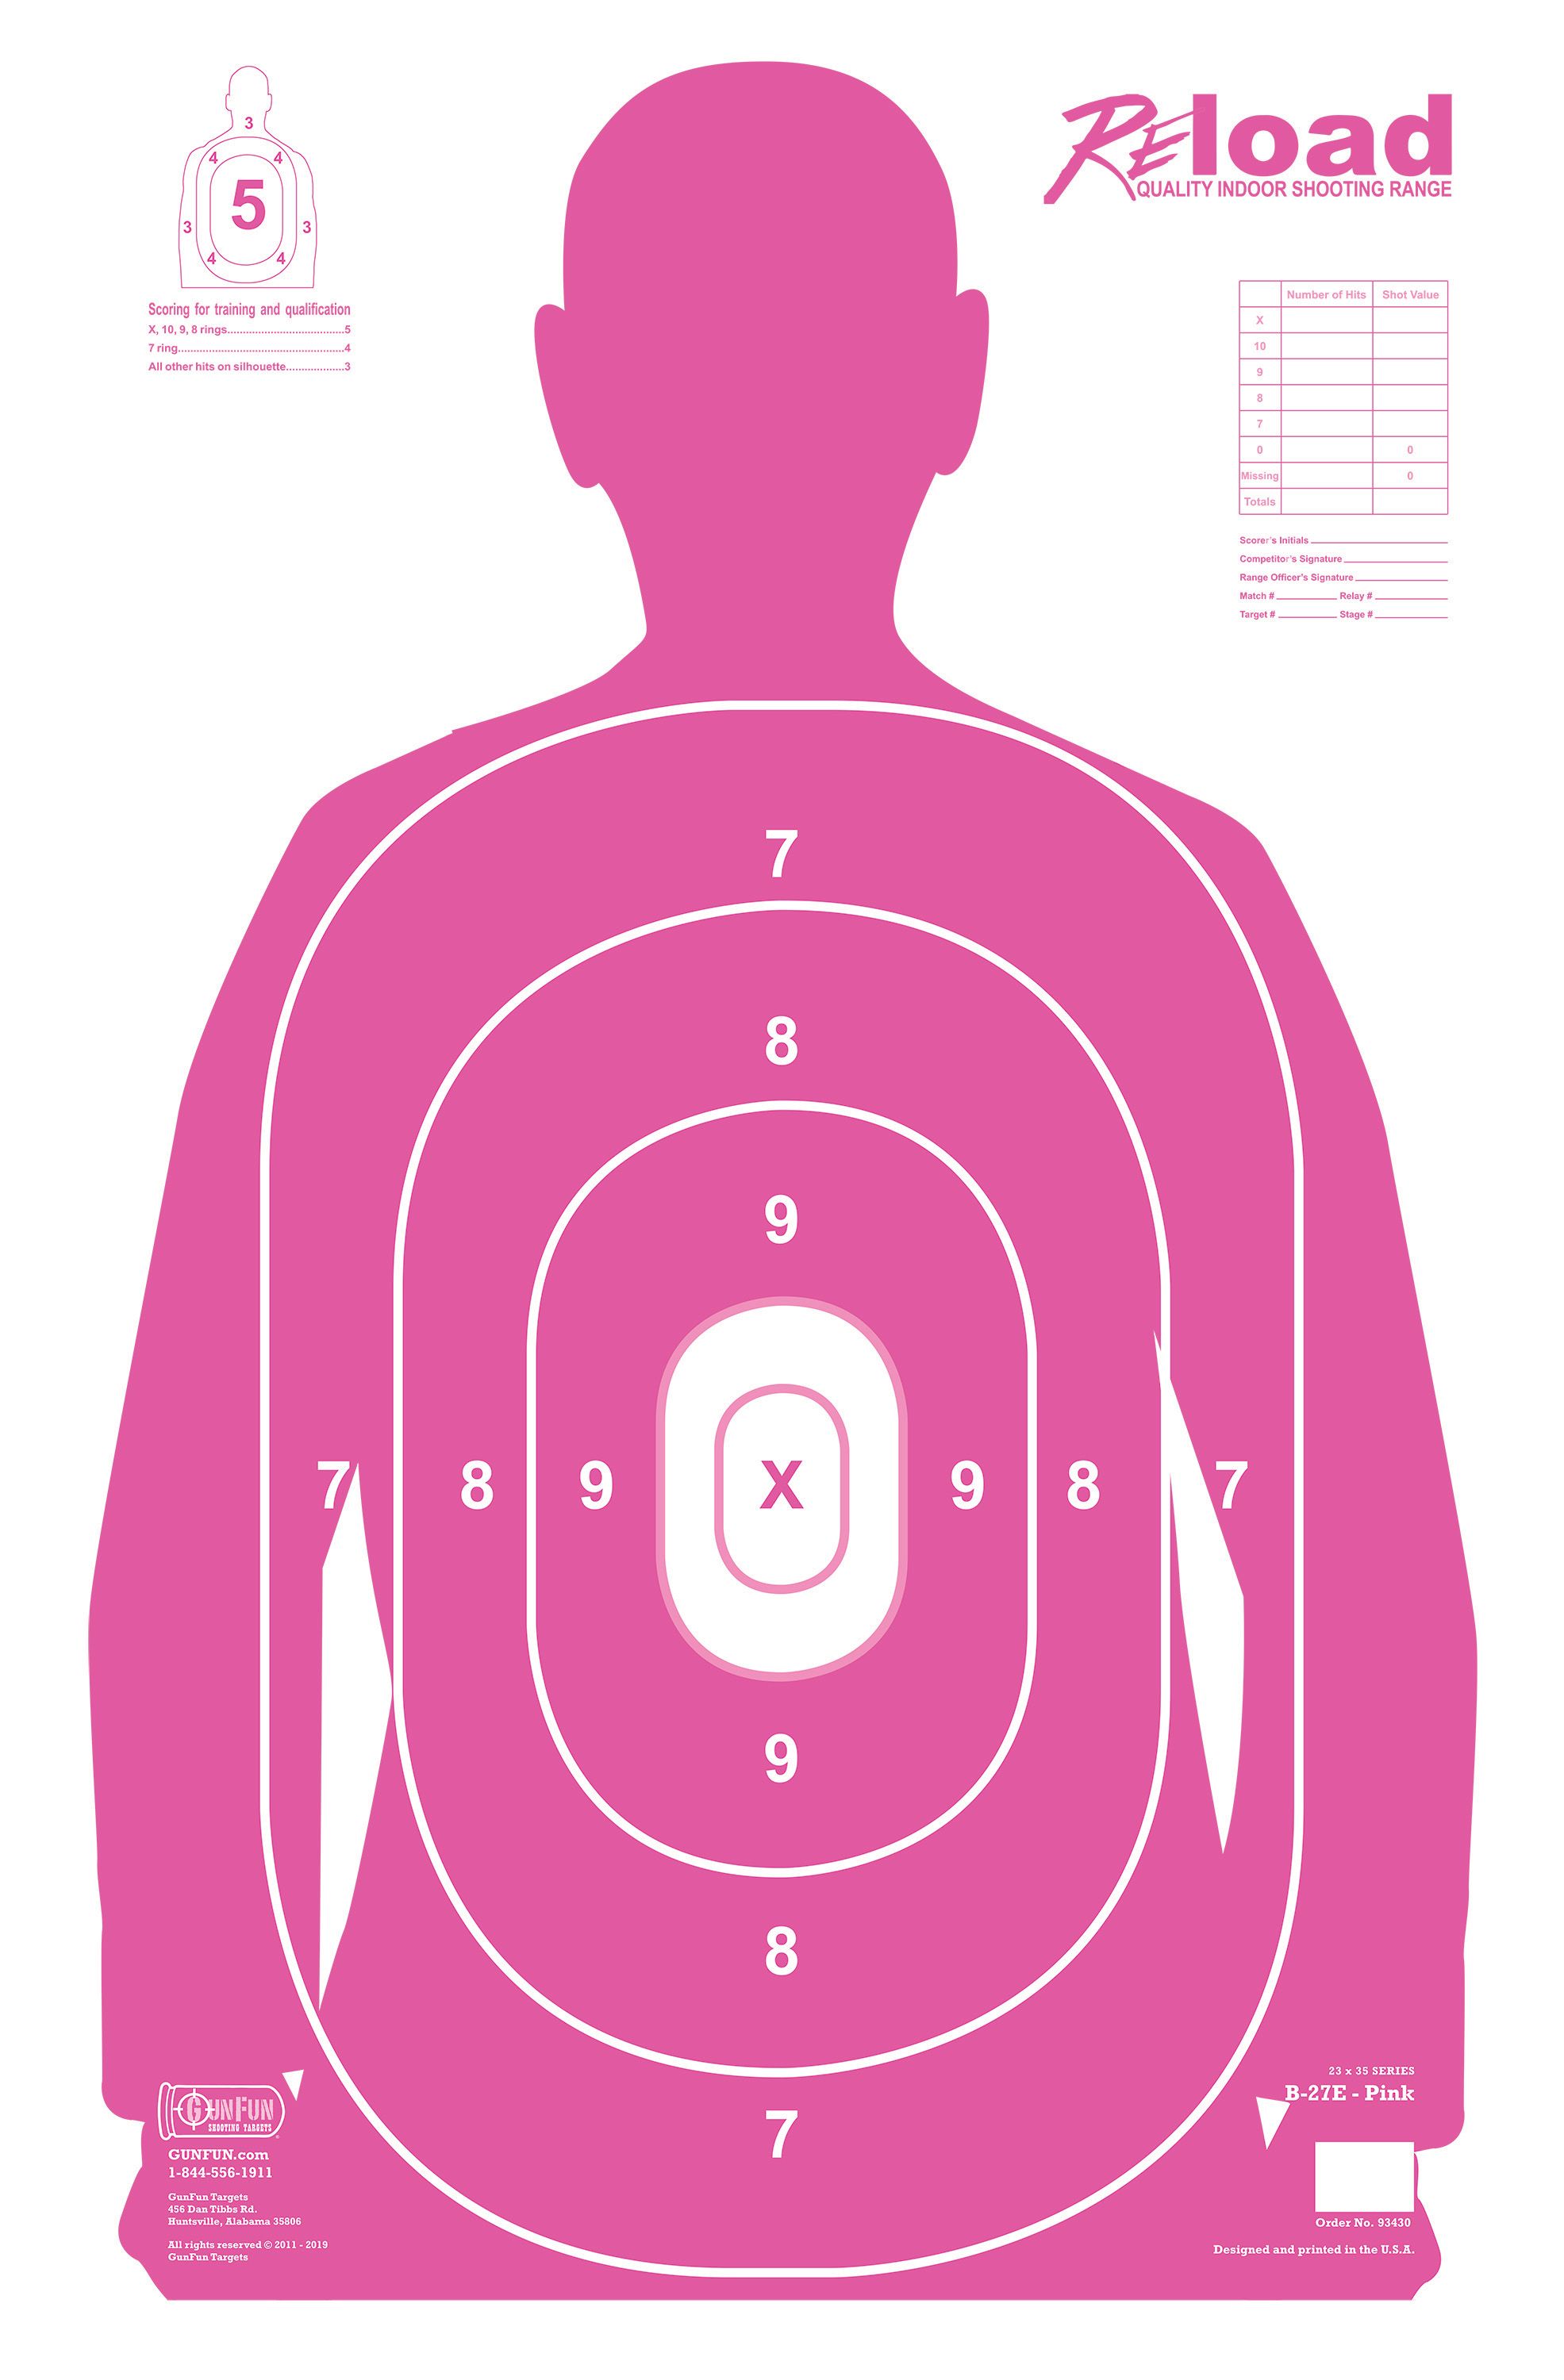 REload
QUALITY INDOOR SHOOTING RANGE
3
4 4
5
3 3
4 4
Scoring for training and qualification
X, 10, 9, 8 rings......................................5
7 ring......................................................4
All other hits on silhouette...................3
Number of Hits Shot Value
X
10
9
8
7
0 0
Missing 0
Totals
Scorer's Initials
Competitor's Signature
Range Officer's Signature
Match # Relay #
Target # Stage #
7
8
9
7 8 9 X 9 8 7
9
8
7
GUNFUN
SHOOTING TARGETS
GUNFUN.com
1-844-556-1911
GunFun Targets
456 Dan Tibbs Rd.
Huntsville, Alabama 35806
All rights reserved © 2011 - 2019
GunFun Targets
23 x 35 SERIES
B-27E - Pink
Order No. 93430
Designed and printed in the U.S.A.